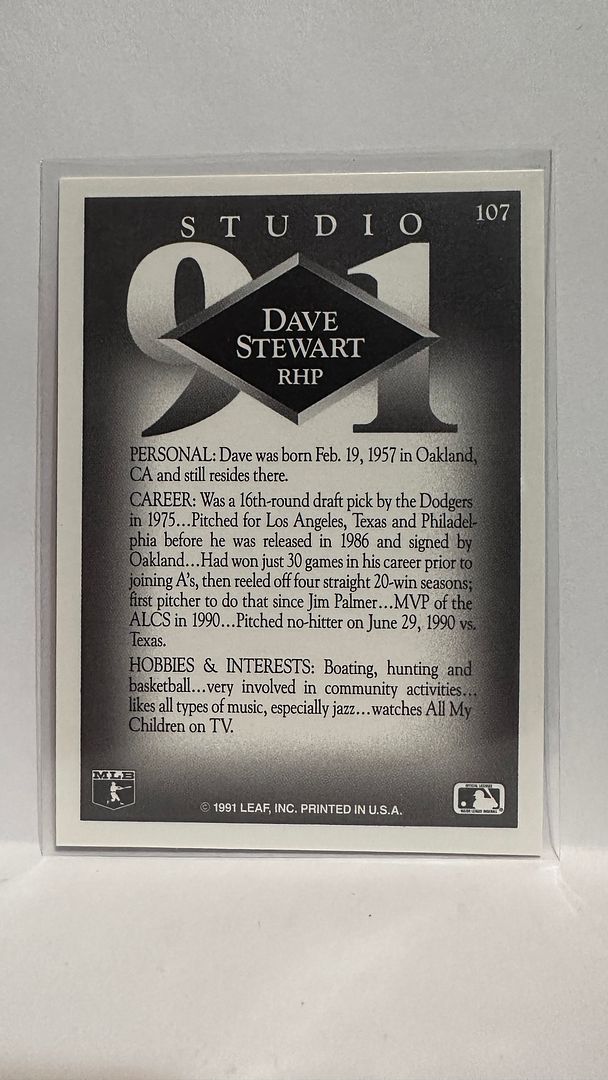 107
STUDIO
91
DAVE
STEWART
RHP
PERSONAL: Dave was born Feb. 19, 1957 in Oakland,
CA and still resides there.
CAREER: Was a 16th-round draft pick by the Dodgers
in 1975...Pitched for Los Angeles, Texas and Philadel-
phia before he was released in 1986 and signed by
Oakland...Had won just 30 games in his career prior to
joining A's, then reeled off four straight 20-win seasons;
first pitcher to do that since Jim Palmer...MVP of the
ALCS in 1990...Pitched no-hitter on June 29, 1990 vs.
Texas.
HOBBIES & INTERESTS: Boating, hunting and
basketball...very involved in community activities...
likes all types of music, especially jazz...watches All My
Children on TV.
MLB
© 1991 LEAF, INC. PRINTED IN U.S.A.
OFFICIAL LICENSEE
MAJOR LEAGUE BASEBALL